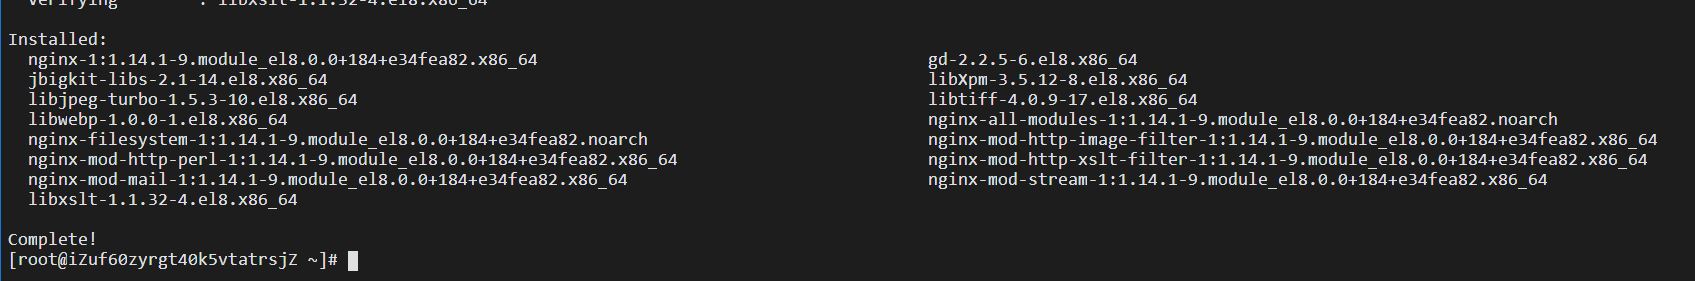 Verifying : libxslt-1.1.32-4.el8.x86_64
Installed:
nginx-1:1.14.1-9.module_el8.0.0+184+e34fea82.x86_64 gd-2.2.5-6.el8.x86_64
jbigkit-libs-2.1-14.el8.x86_64 libXpm-3.5.12-8.el8.x86_64
libjpeg-turbo-1.5.3-10.el8.x86_64 libtiff-4.0.9-17.el8.x86_64
libwebp-1.0.0-1.el8.x86_64 nginx-all-modules-1:1.14.1-9.module_el8.0.0+184+e34fea82.noarch
nginx-filesystem-1:1.14.1-9.module_el8.0.0+184+e34fea82.noarch nginx-mod-http-image-filter-1:1.14.1-9.module_el8.0.0+184+e34fea82.x86_64
nginx-mod-http-perl-1:1.14.1-9.module_el8.0.0+184+e34fea82.x86_64 nginx-mod-http-xslt-filter-1:1.14.1-9.module_el8.0.0+184+e34fea82.x86_64
nginx-mod-mail-1:1.14.1-9.module_el8.0.0+184+e34fea82.x86_64 nginx-mod-stream-1:1.14.1-9.module_el8.0.0+184+e34fea82.x86_64
libxslt-1.1.32-4.el8.x86_64
Complete!
[root@iZuf60zyrgt40k5vtatrsjZ ~]#